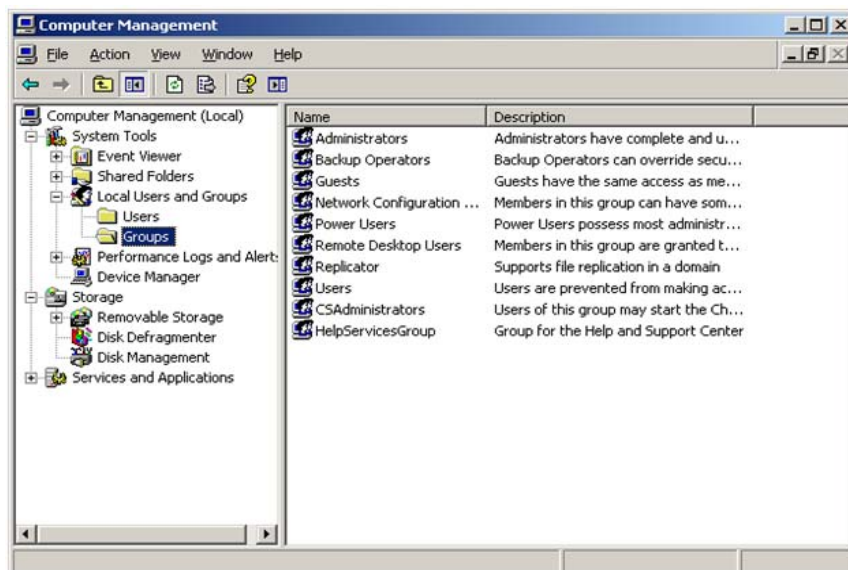 Computer Management
File Action View Window Help
Computer Management (Local)
System Tools
Event Viewer
Shared Folders
Local Users and Groups
Users
Groups
Performance Logs and Alert
Device Manager
Storage
Removable Storage
Disk Defragmenter
Disk Management
Services and Applications
Name Description
Administrators Administrators have complete and u...
Backup Operators Backup Operators can override secu...
Guests Guests have the same access as me...
Network Configuration ... Members in this group can have som...
Power Users Power Users possess most administr...
Remote Desktop Users Members in this group are granted t...
Replicator Supports file replication in a domain
Users Users are prevented from making ac...
CSAdministrators Users of this group may start the Ch...
HelpServicesGroup Group for the Help and Support Center